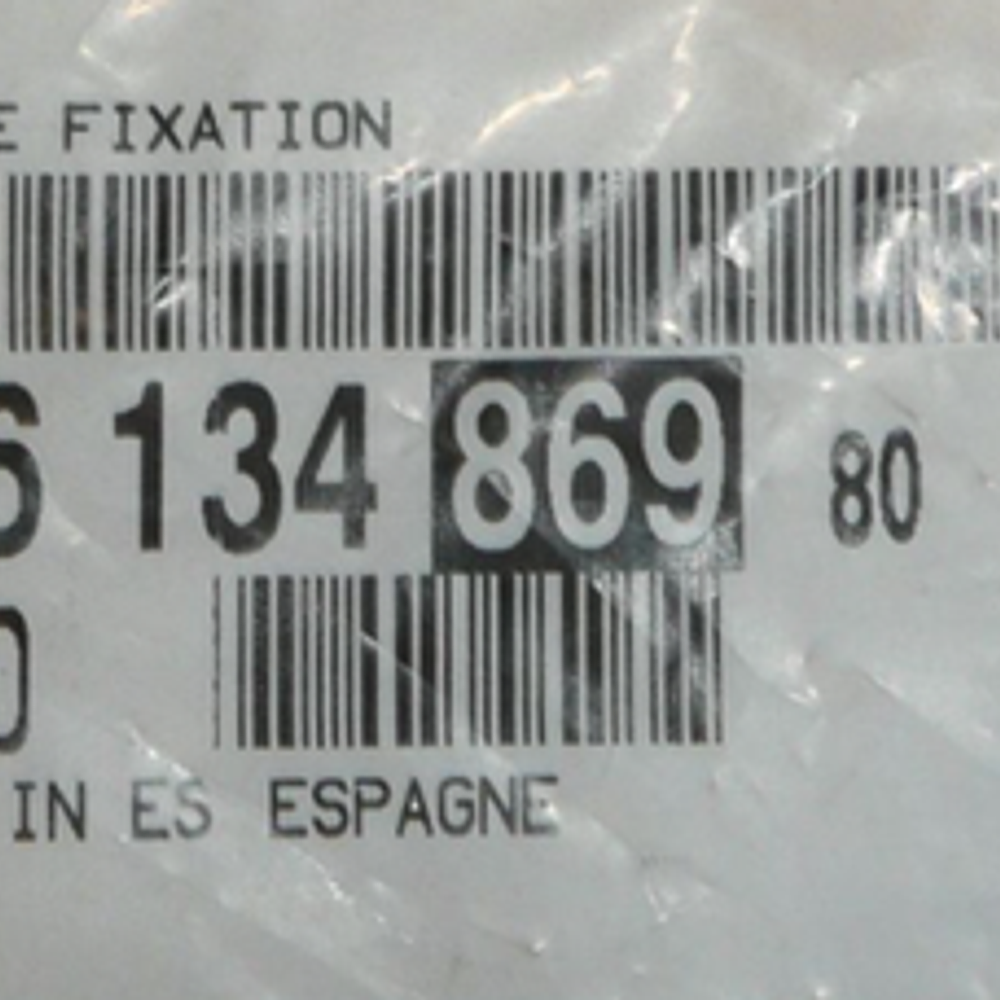 E FIXATION
6 134 869 80
0
IN ES ESPAGNE